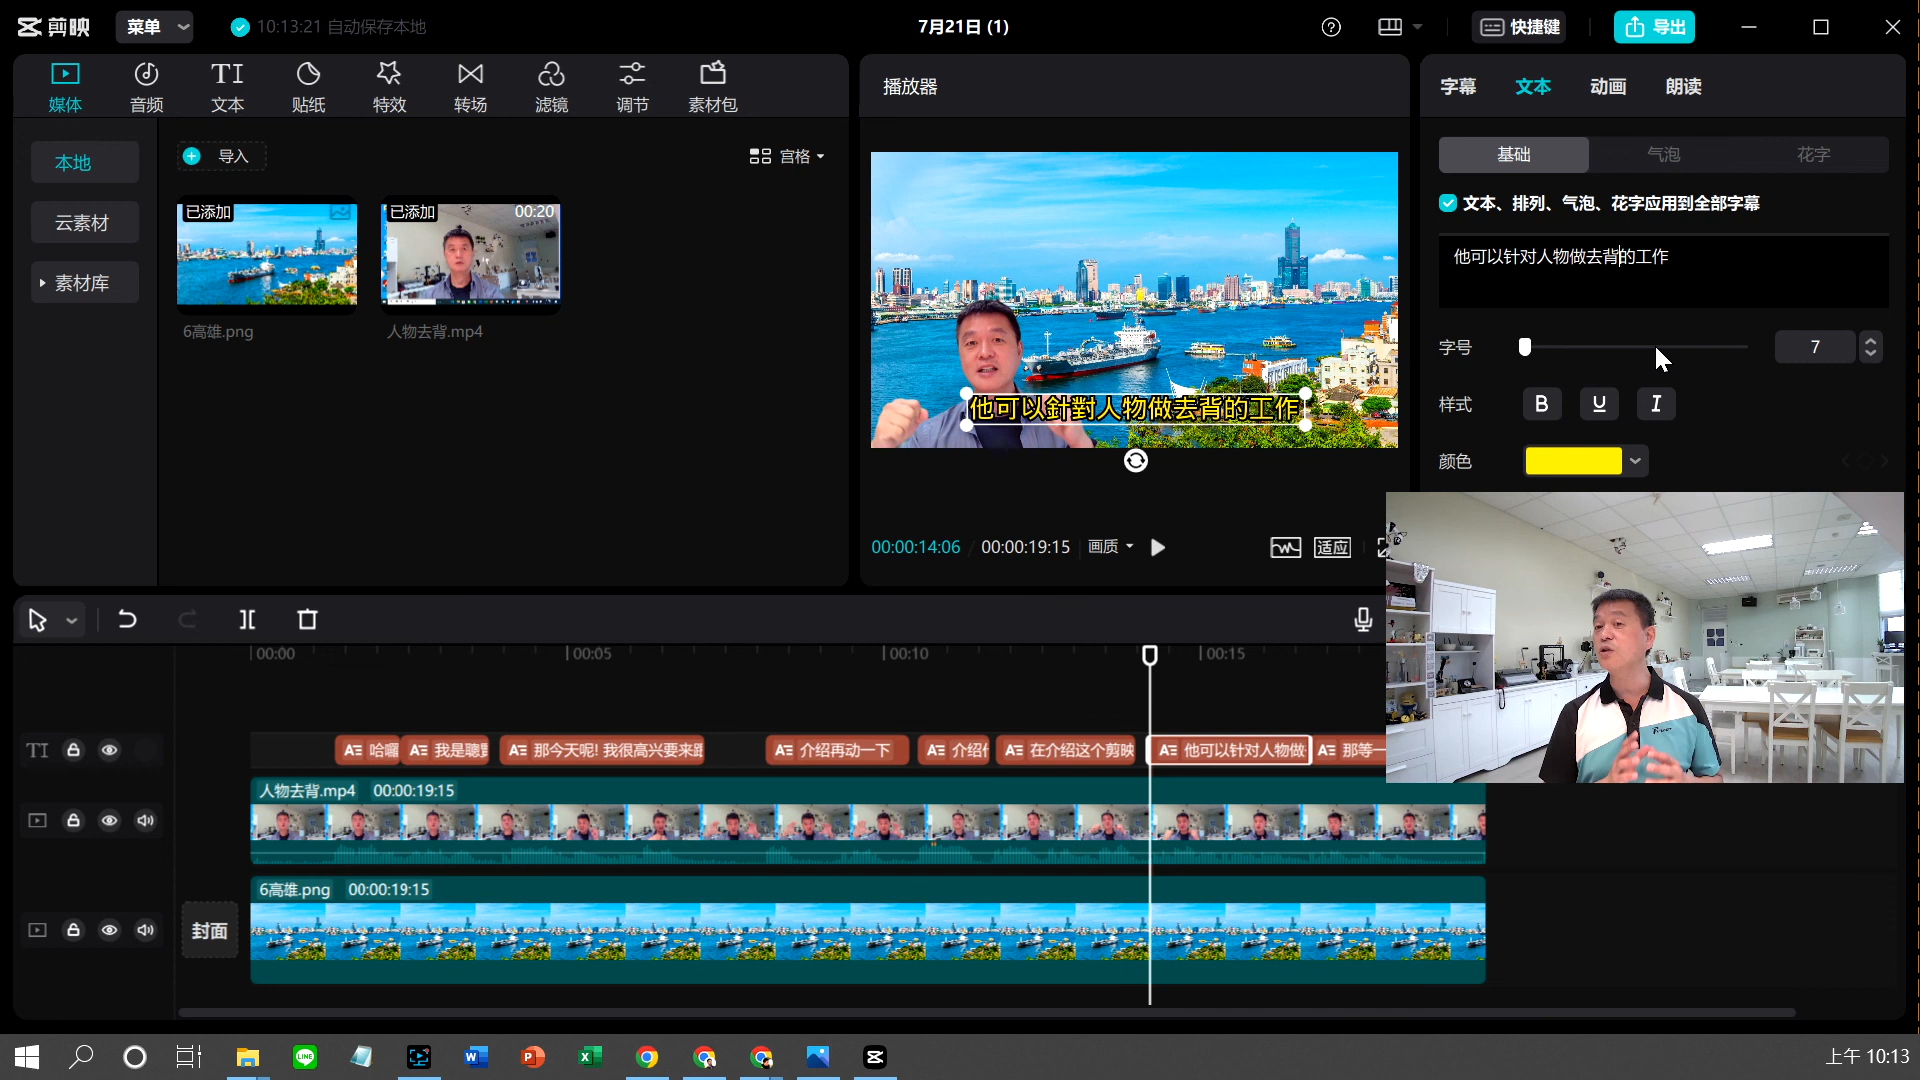 剪映
菜单
10:13:21 自动保存本地
7月21日 (1)
快捷键
导出
媒体
音频
文本
贴纸
特效
转场
滤镜
调节
素材包
本地
云素材
素材库
导入
宫格
已添加
6高雄.png
已添加
00:20
人物去背.mp4
播放器
他可以針對人物做去背的工作
00:00:14:06 / 00:00:19:15
画质
适应
字幕
文本
动画
朗读
基础
气泡
花字
文本、排列、气泡、花字应用到全部字幕
他可以针对人物做去背的工作
字号
7
样式
B
U
I
颜色
00:00
00:05
00:10
00:15
TI
哈囉
我是聰
那今天呢! 我很高兴要来
介绍再动一下
介绍
在介绍这个剪映
他可以针对人物做
那等一
人物去背.mp4 00:00:19:15
封面
6高雄.png 00:00:19:15
上午 10:13